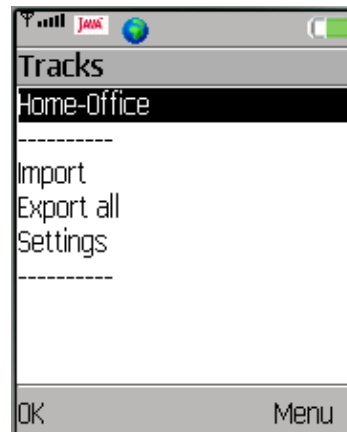 JAVA
Tracks
Home-Office
----------
Import
Export all
Settings
----------
OK Menu